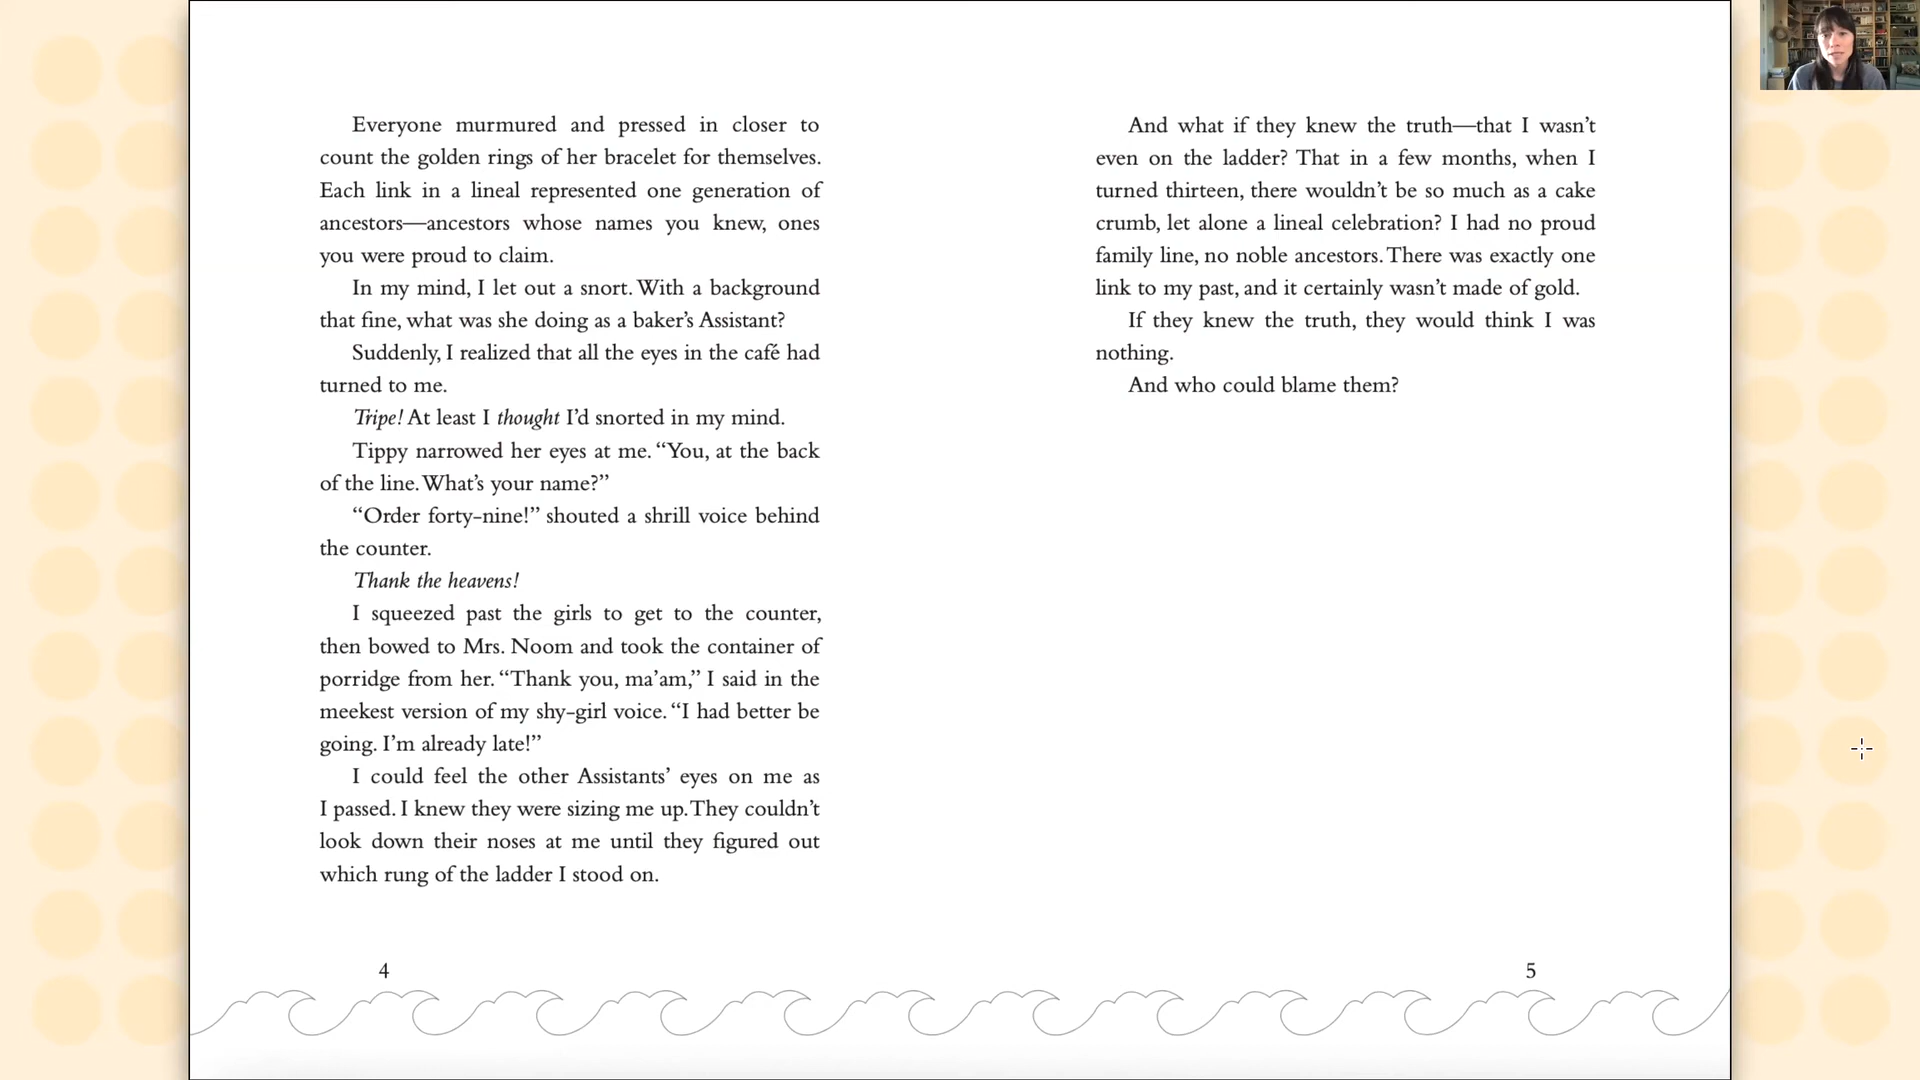 Everyone murmured and pressed in closer to
count the golden rings of her bracelet for themselves.
Each link in a lineal represented one generation of
ancestors—ancestors whose names you knew, ones
you were proud to claim.
In my mind, I let out a snort. With a background
that fine, what was she doing as a baker's Assistant?
Suddenly, I realized that all the eyes in the café had
turned to me.
Tripe! At least I thought I'd snorted in my mind.
Tippy narrowed her eyes at me. “You, at the back
of the line. What's your name?”
“Order forty-nine!” shouted a shrill voice behind
the counter.
Thank the heavens!
I squeezed past the girls to get to the counter,
then bowed to Mrs. Noom and took the container of
porridge from her. “Thank you, ma'am,” I said in the
meekest version of my shy-girl voice. “I had better be
going. I'm already late!”
I could feel the other Assistants' eyes on me as
I passed. I knew they were sizing me up. They couldn't
look down their noses at me until they figured out
which rung of the ladder I stood on.
4
And what if they knew the truth—that I wasn't
even on the ladder? That in a few months, when I
turned thirteen, there wouldn't be so much as a cake
crumb, let alone a lineal celebration? I had no proud
family line, no noble ancestors. There was exactly one
link to my past, and it certainly wasn't made of gold.
If they knew the truth, they would think I was
nothing.
And who could blame them?
5